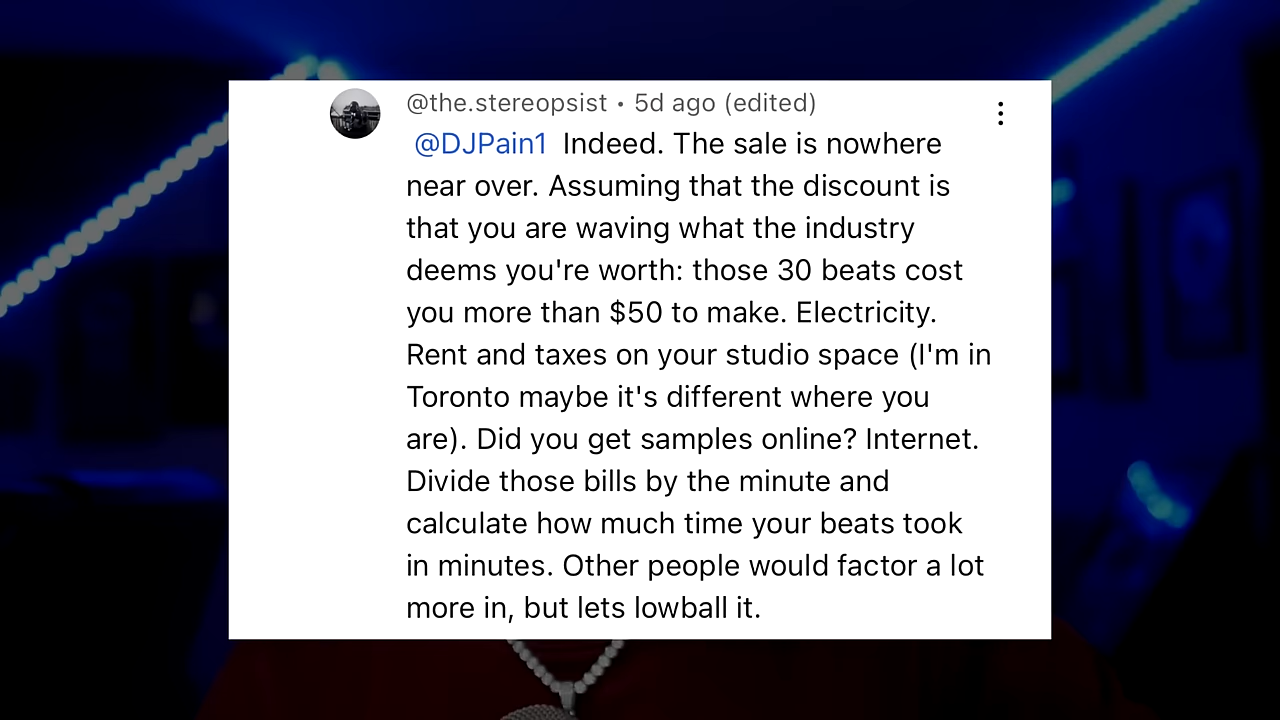 @the.stereopsist • 5d ago (edited)
@DJPain1 Indeed. The sale is nowhere
near over. Assuming that the discount is
that you are waving what the industry
deems you're worth: those 30 beats cost
you more than $50 to make. Electricity.
Rent and taxes on your studio space (I'm in
Toronto maybe it's different where you
are). Did you get samples online? Internet.
Divide those bills by the minute and
calculate how much time your beats took
in minutes. Other people would factor a lot
more in, but lets lowball it.